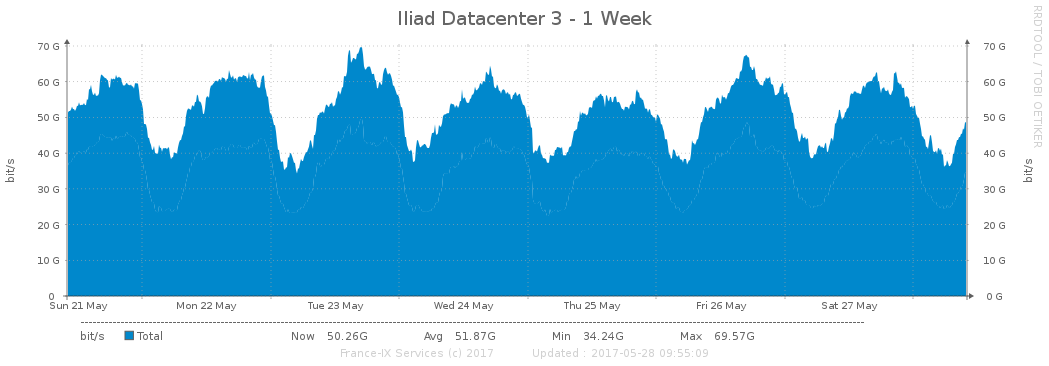 Iliad Datacenter 3 - 1 Week
RRDTOOL / TOBI OETIKER
70 G 70 G
60 G 60 G
50 G 50 G
40 G 40 G
30 G 30 G
20 G 20 G
10 G 10 G
0 0 G
bit/s bit/s
Sun 21 May Mon 22 May Tue 23 May Wed 24 May Thu 25 May Fri 26 May Sat 27 May
bit/s Total Now 50.26G Avg 51.87G Min 34.24G Max 69.57G
France-IX Services (c) 2017 Updated : 2017-05-28 09:55:09